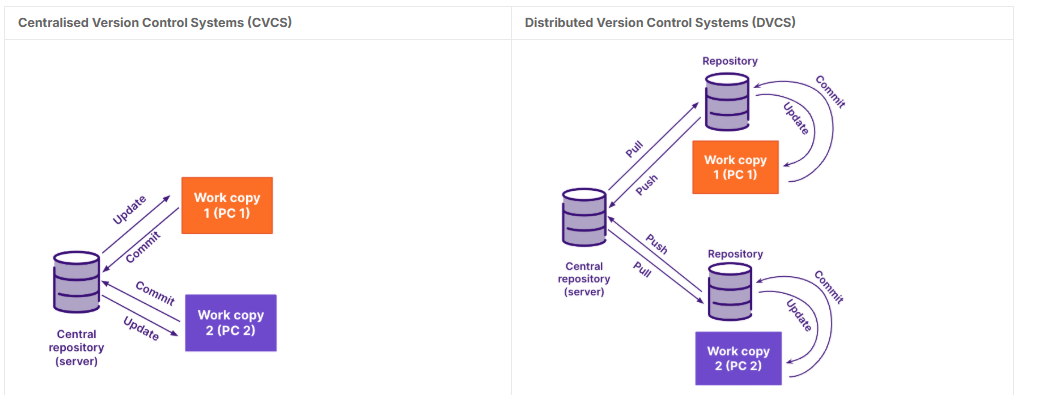 Centralised Version Control Systems (CVCS)
Update
Commit
Work copy
1 (PC 1)
Commit
Update
Work copy
2 (PC 2)
Central
repository
(server)
Distributed Version Control Systems (DVCS)
Repository
Commit
Update
Pull
Push
Work copy
1 (PC 1)
Central
repository
(server)
Push
Pull
Repository
Commit
Update
Work copy
2 (PC 2)